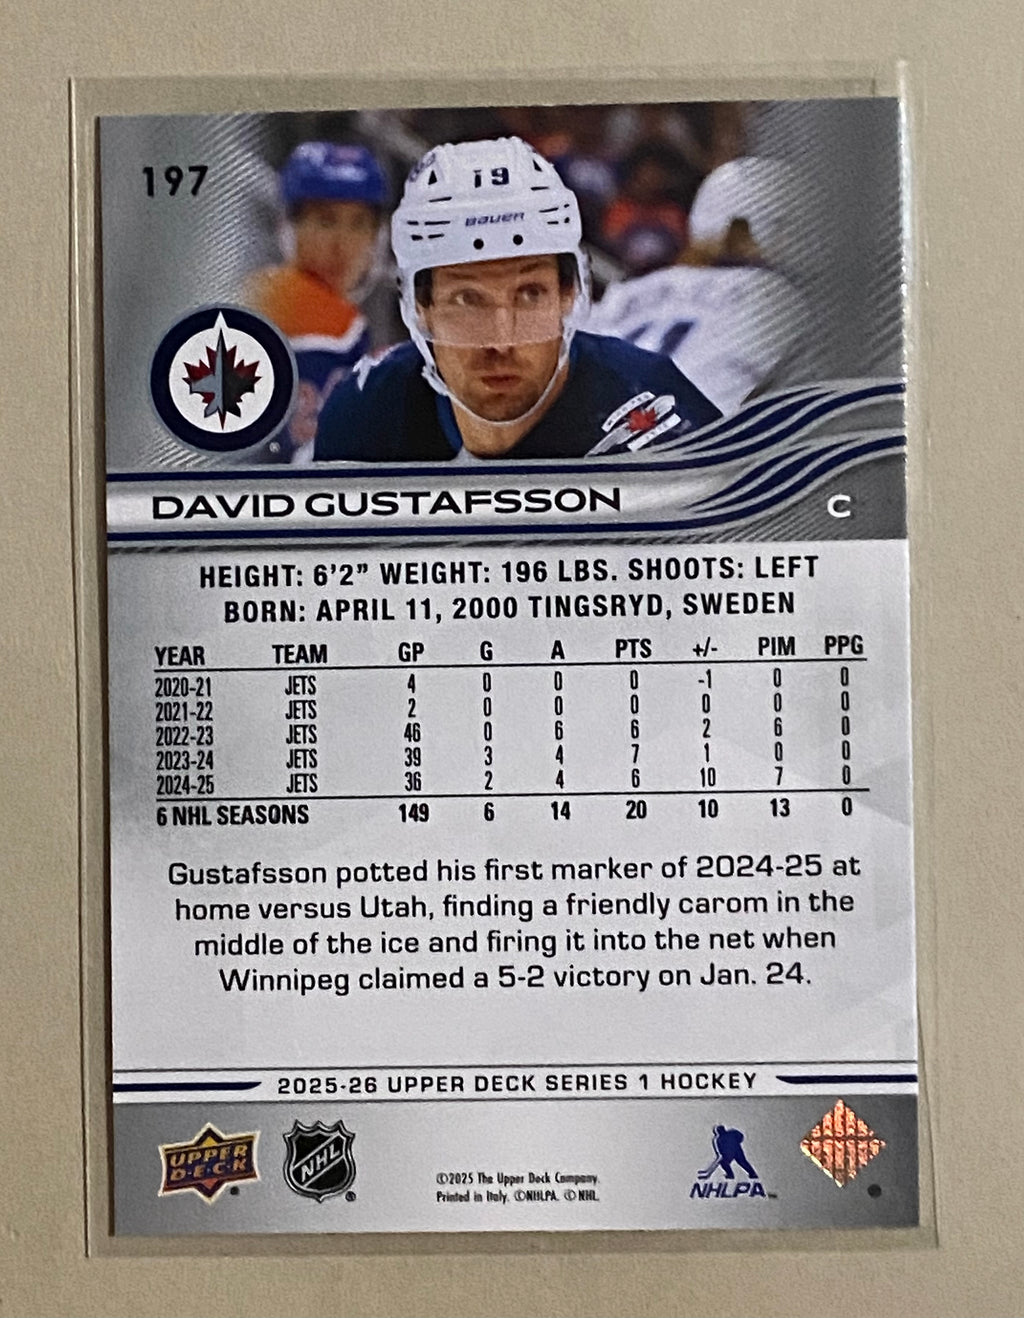 197
19
BAUER
DAVID GUSTAFSSON
C
HEIGHT: 6'2" WEIGHT: 196 LBS. SHOOTS: LEFT
BORN: APRIL 11, 2000 TINGSRYD, SWEDEN
YEAR TEAM GP G A PTS +/- PIM PPG
2020-21 JETS 4 0 0 0 -1 0 0
2021-22 JETS 2 0 0 0 0 0 0
2022-23 JETS 46 0 6 6 2 6 0
2023-24 JETS 39 3 4 7 1 0 0
2024-25 JETS 36 2 4 6 10 7 0
6 NHL SEASONS 149 6 14 20 10 13 0
Gustafsson potted his first marker of 2024-25 at
home versus Utah, finding a friendly carom in the
middle of the ice and firing it into the net when
Winnipeg claimed a 5-2 victory on Jan. 24.
2025-26 UPPER DECK SERIES 1 HOCKEY
UPPER
D·E·C·K
NHL
©2025 The Upper Deck Company.
Printed in Italy. ©NHLPA. ©NHL.
NHLPA